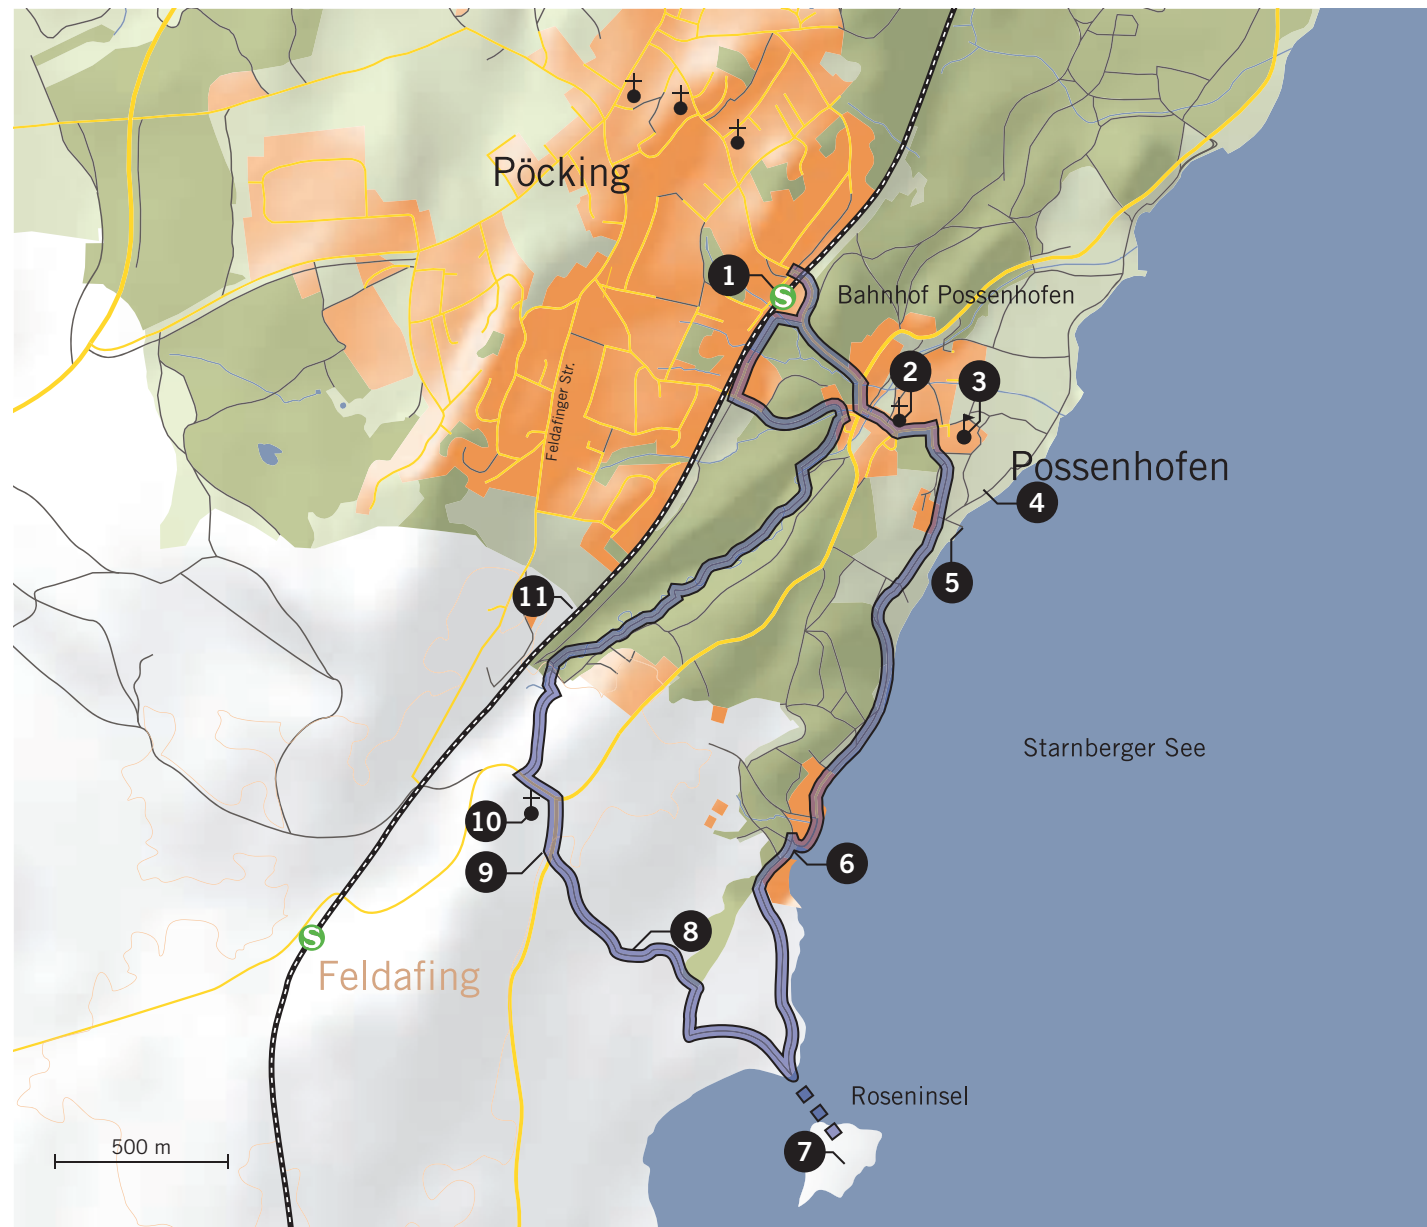 Pöcking
1
S
Bahnhof Possenhofen
2
3
Feldafinger Str.
Possenhofen
4
5
11
Starnberger See
10
6
9
8
S
Feldafing
Roseninsel
500 m
7